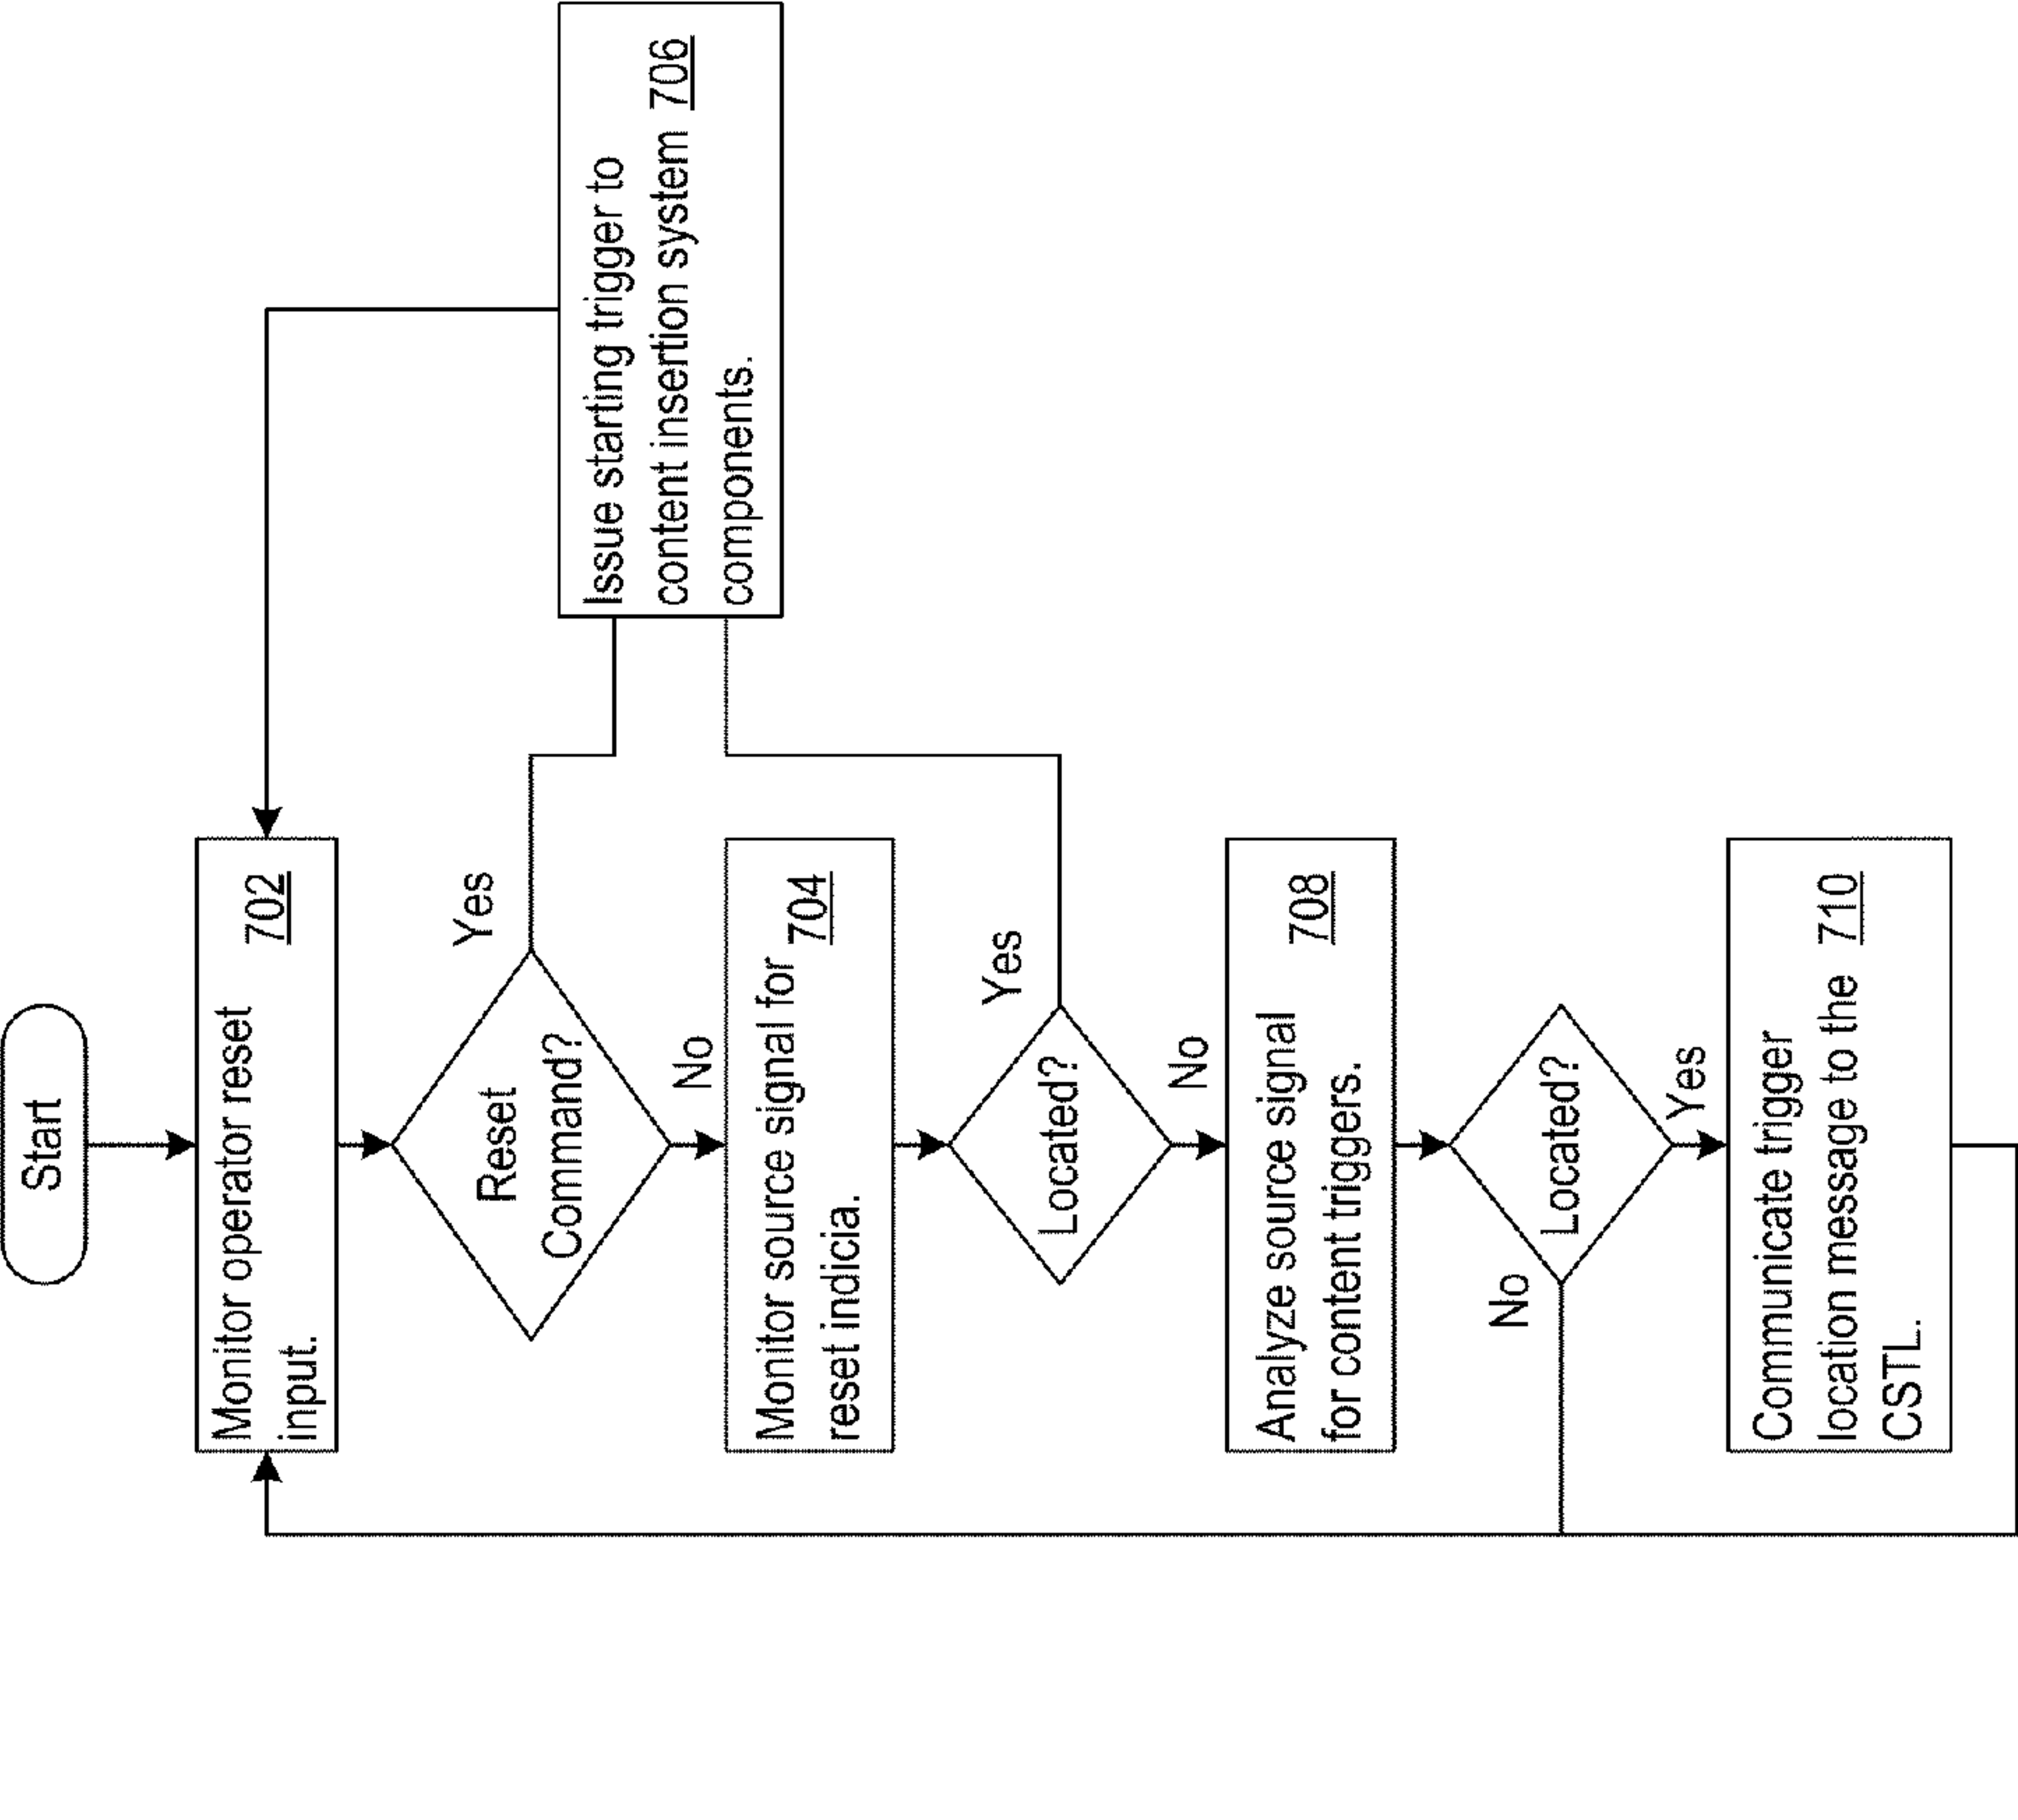 Start
Monitor operator reset
input.
702
Reset
Command?
Yes
No
Issue starting trigger to
content insertion system 706
components.
Monitor source signal for
reset indicia.
704
Located?
Yes
No
Analyze source signal
for content triggers.
708
Located?
No
Yes
Communicate trigger
location message to the 710
CSTL.